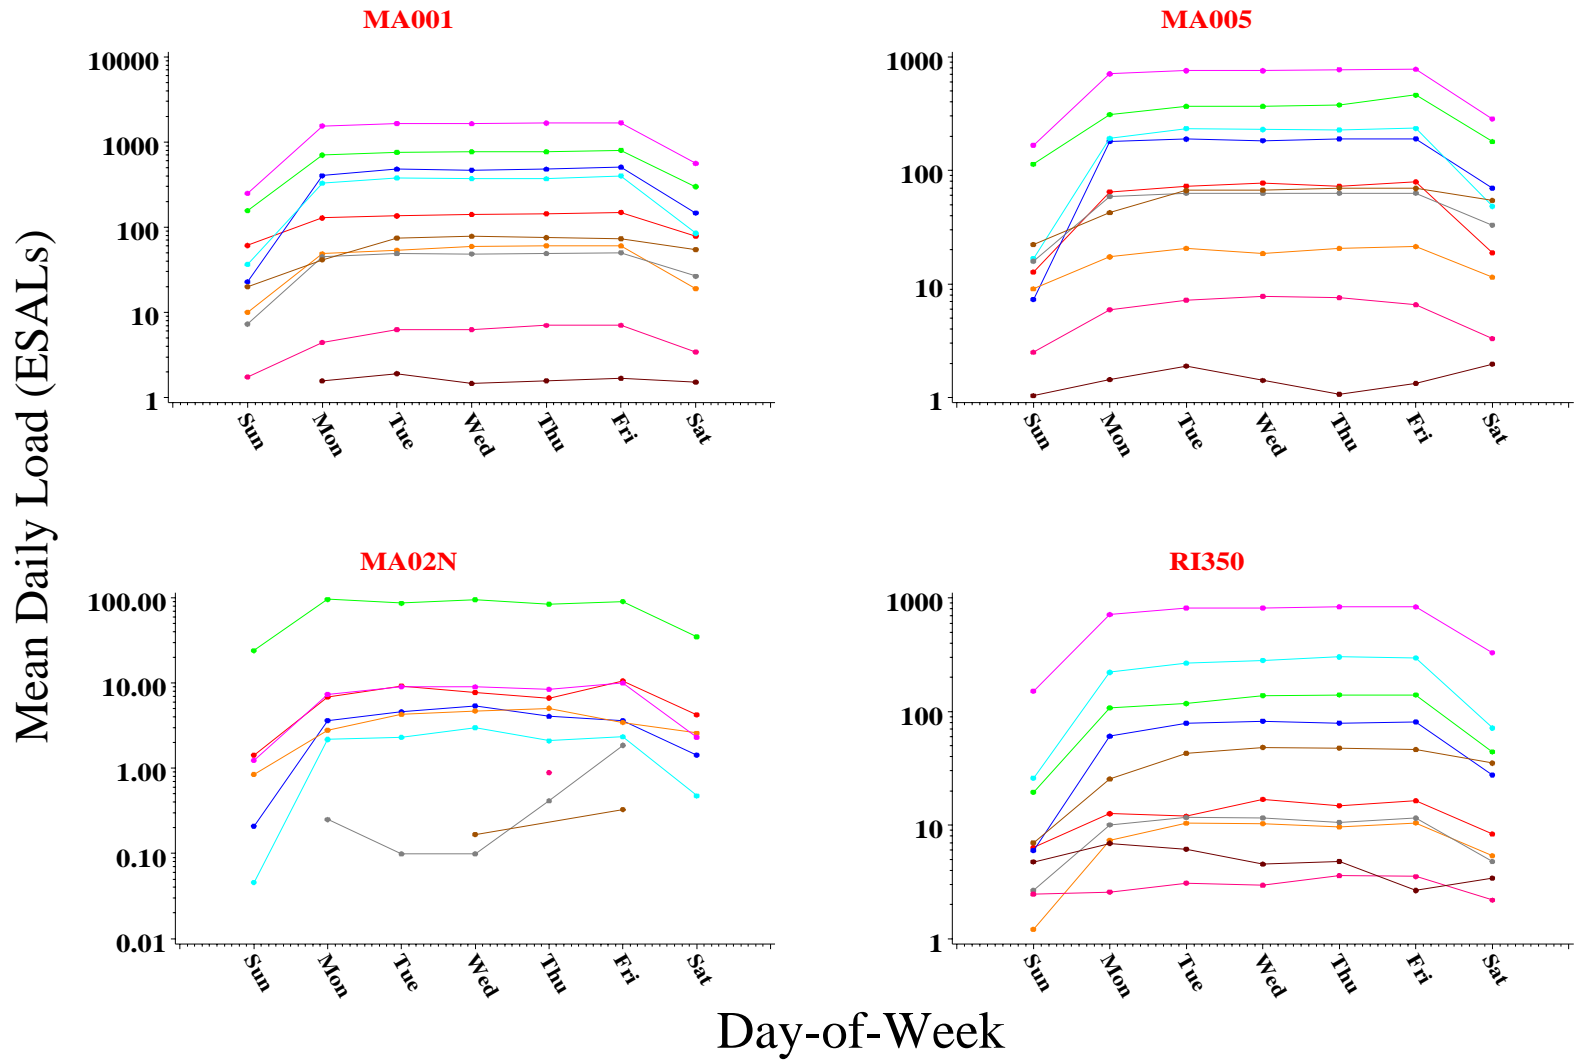 MA001
10000
1000
100
10
1
Sun Mon Tue Wed Thu Fri Sat
MA005
1000
100
10
1
Sun Mon Tue Wed Thu Fri Sat
Mean Daily Load (ESALs)
MA02N
100.00
10.00
1.00
0.10
0.01
Sun Mon Tue Wed Thu Fri Sat
RI350
1000
100
10
1
Sun Mon Tue Wed Thu Fri Sat
Day-of-Week